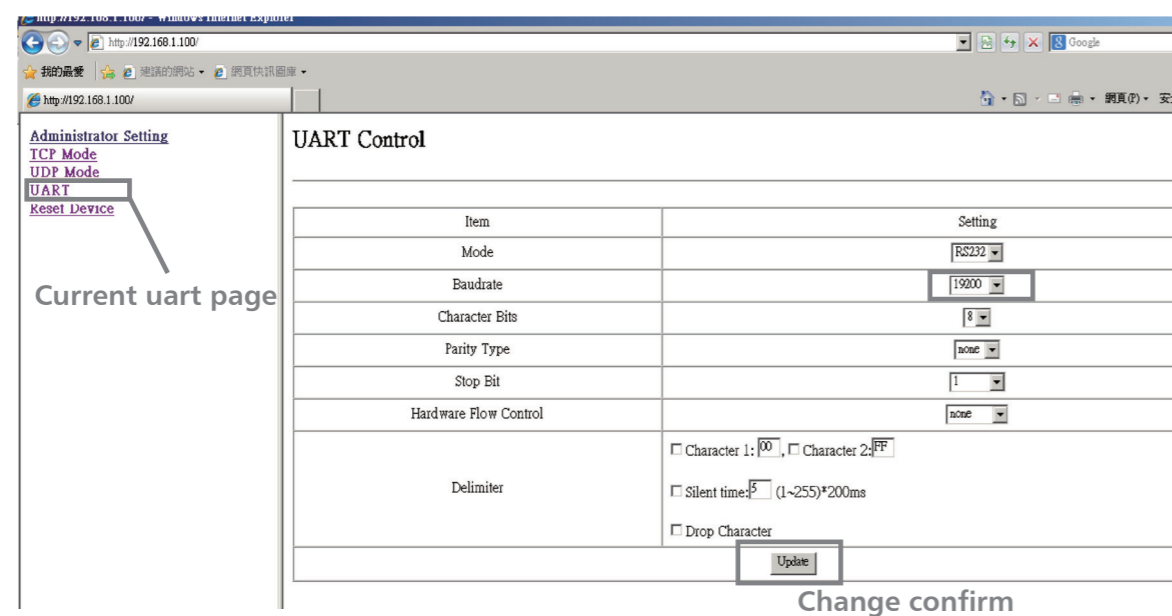 http://192.168.1.100/ - Windows Internet Explorer
http://192.168.1.100/
Google
我的最愛 建議的網站 網頁快訊圖庫
http://192.168.1.100/
網頁(P)
Administrator Setting
TCP Mode
UDP Mode
UART
Reset Device
Current uart page
UART Control
Item Setting
Mode RS232
Baudrate 19200
Character Bits 8
Parity Type none
Stop Bit 1
Hardware Flow Control none
Delimiter
Character 1: 00 , Character 2: FF
Silent time: 5 (1~255)*200ms
Drop Character
Update
Change confirm